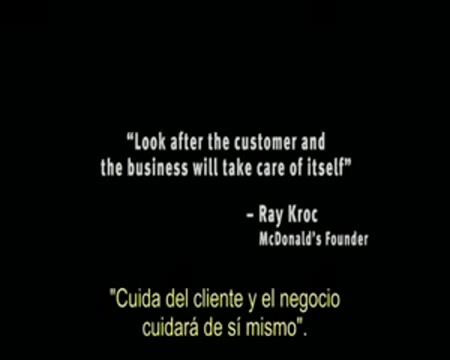 “Look after the customer and
the business will take care of itself”
– Ray Kroc
McDonald's Founder
"Cuida del cliente y el negocio
cuidará de sí mismo".